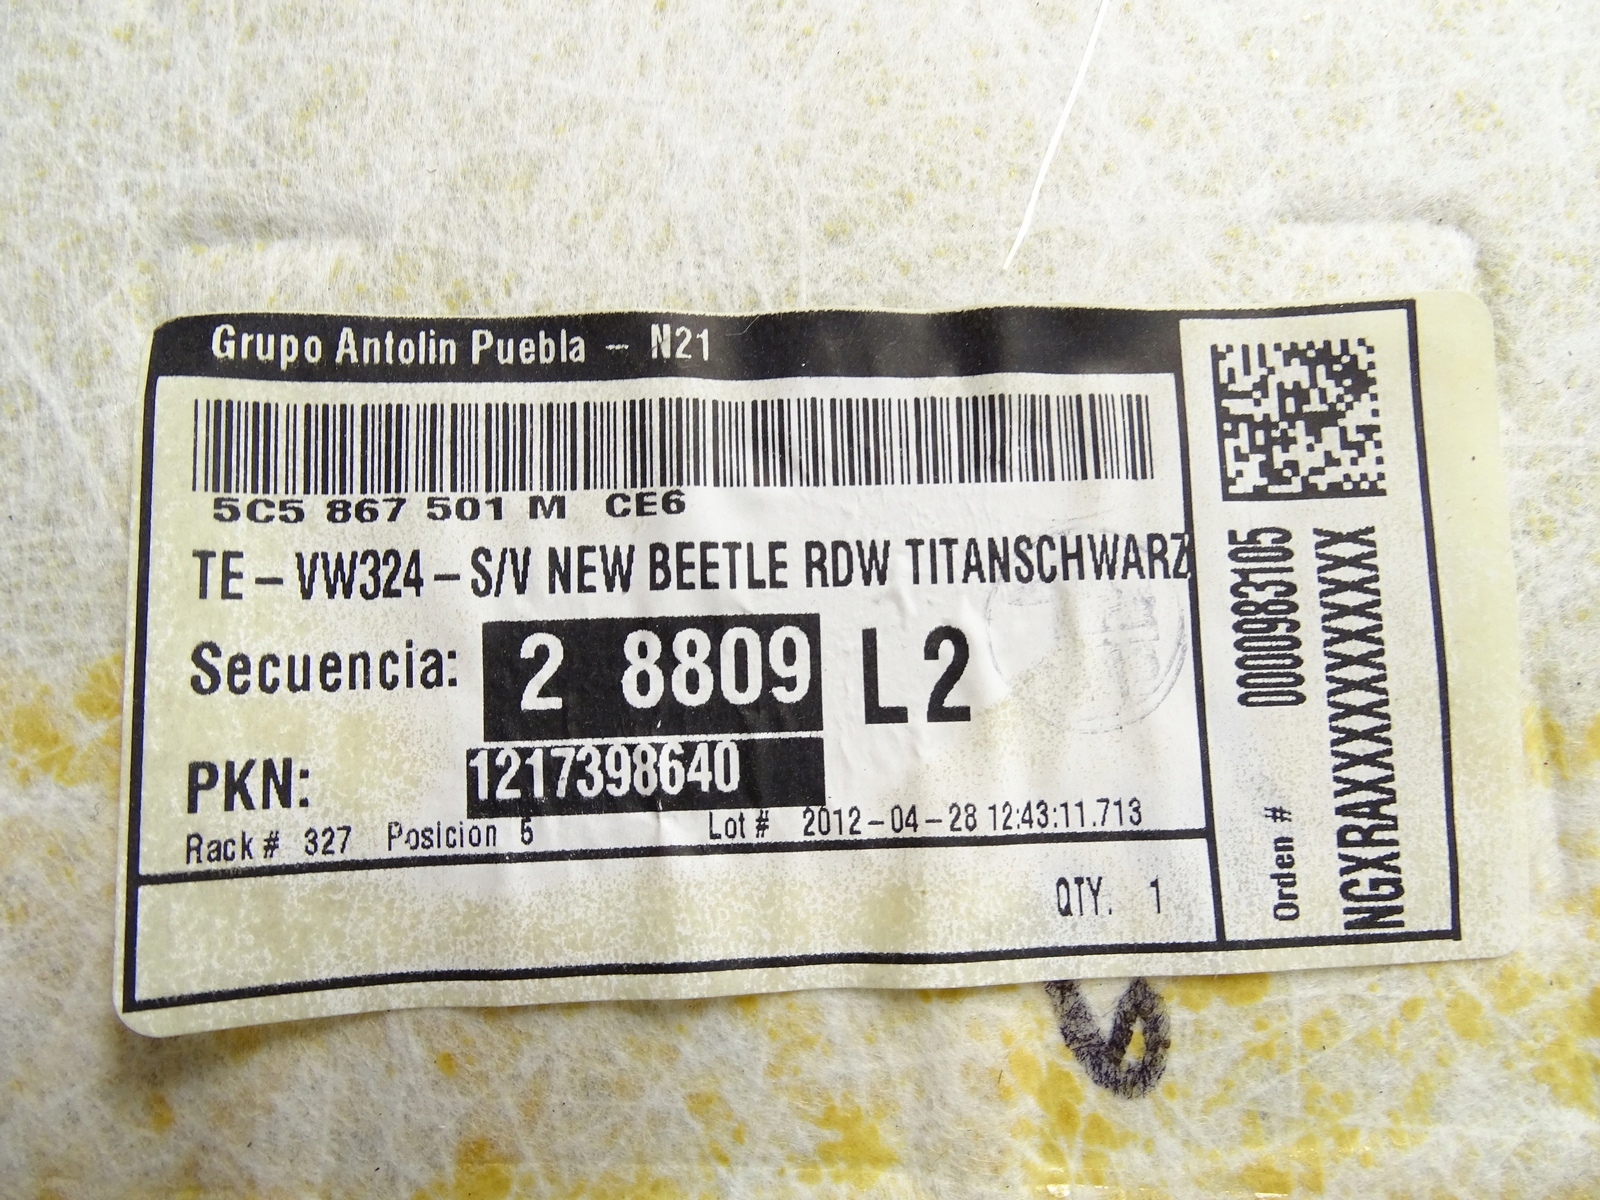 Grupo Antolin Puebla - N21
5C5 867 501 M CE6
TE - VW324 - S/V NEW BEETLE RDW TITANSCHWARZ
Secuencia: 2 8809 L2
PKN: 1217398640
Rack # 327 Posicion 5 Lot # 2012-04-28 12:43:11.713
QTY. 1
Orden # 0000983105